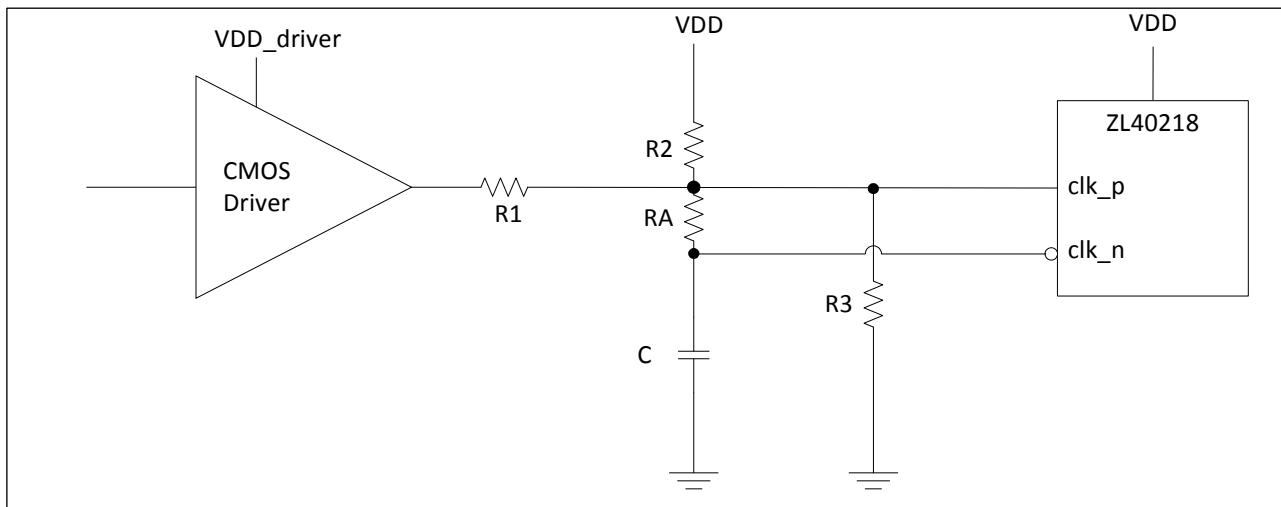 VDD_driver
VDD
VDD
ZL40218
R2
CMOS
Driver
clk_p
R1
RA
clk_n
R3
C